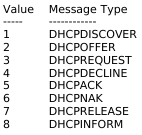 Value Message Type
----- ------------
1 DHCPDISCOVER
2 DHCPOFFER
3 DHCPREQUEST
4 DHCPDECLINE
5 DHCPACK
6 DHCPNAK
7 DHCPRELEASE
8 DHCPINFORM